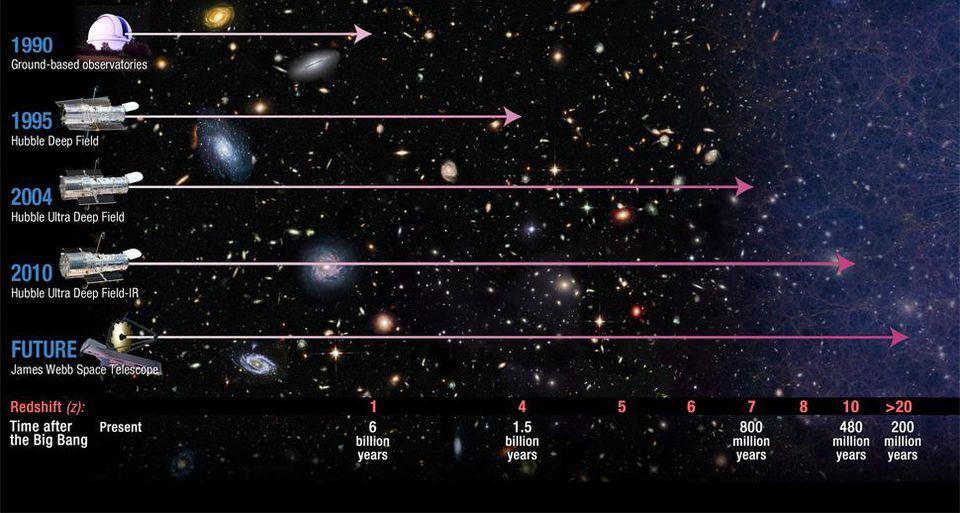 1990
Ground-based observatories
1995
Hubble Deep Field
2004
Hubble Ultra Deep Field
2010
Hubble Ultra Deep Field-IR
FUTURE
James Webb Space Telescope
Redshift (z): 1 4 5 6 7 8 10 >20
Time after
the Big Bang
Present
6
billion
years
1.5
billion
years
800
million
years
480
million
years
200
million
years